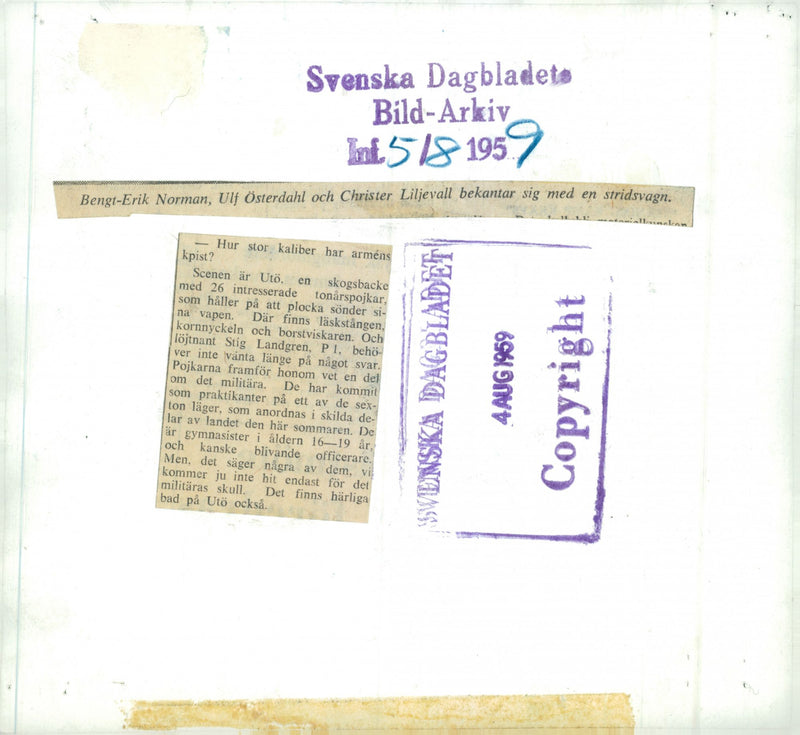 Svenska Dagbladets
Bild-Arkiv
Inf. 5/8 1959
Bengt-Erik Norman, Ulf Österdahl och Christer Liljevall bekantar sig med en stridsvagn.
— Hur stor kaliber har arméns
kpist?
Scenen är Utö, en skogsbacke
med 26 intresserade tonårspojkar,
som håller på att plocka sönder si-
na vapen. Där finns läskstången,
kornnyckeln och borstviskaren. Och
löjtnant Stig Landgren, P 1, behö-
ver inte vänta länge på något svar.
Pojkarna framför honom vet en del
om det militära. De har kommit
som praktikanter på ett av de sex-
ton läger, som anordnas i skilda de-
lar av landet den här sommaren. De
är gymnasister i åldern 16—19 år,
och kanske blivande officerare.
Men, det säger några av dem, vi
kommer ju inte hit endast för det
militäras skull. Det finns härliga
bad på Utö också.
SVENSKA DAGBLADET
4 AUG 1959
Copyright